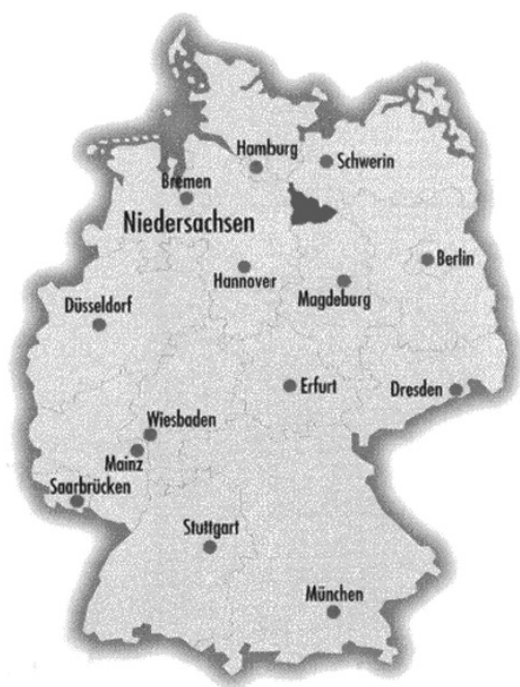 Hamburg
Schwerin
Bremen
Niedersachsen
Berlin
Hannover
Magdeburg
Düsseldorf
Erfurt
Dresden
Wiesbaden
Mainz
Saarbrücken
Stuttgart
München